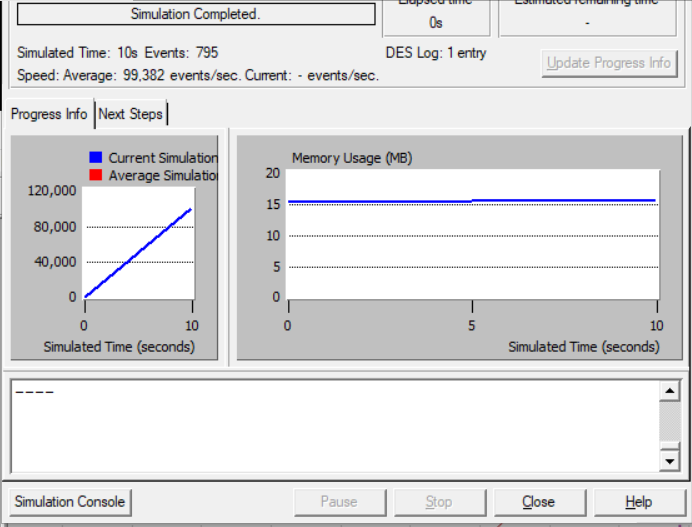 Simulation Completed.
Elapsed time
0s
Estimated remaining time
-
Simulated Time: 10s Events: 795
DES Log: 1 entry
Speed: Average: 99,382 events/sec. Current: - events/sec.
Update Progress Info
Progress Info
Next Steps
Current Simulation
Average Simulation
120,000
80,000
40,000
0
0
10
Simulated Time (seconds)
Memory Usage (MB)
20
15
10
5
0
0
5
10
Simulated Time (seconds)
----
Simulation Console
Pause
Stop
Close
Help